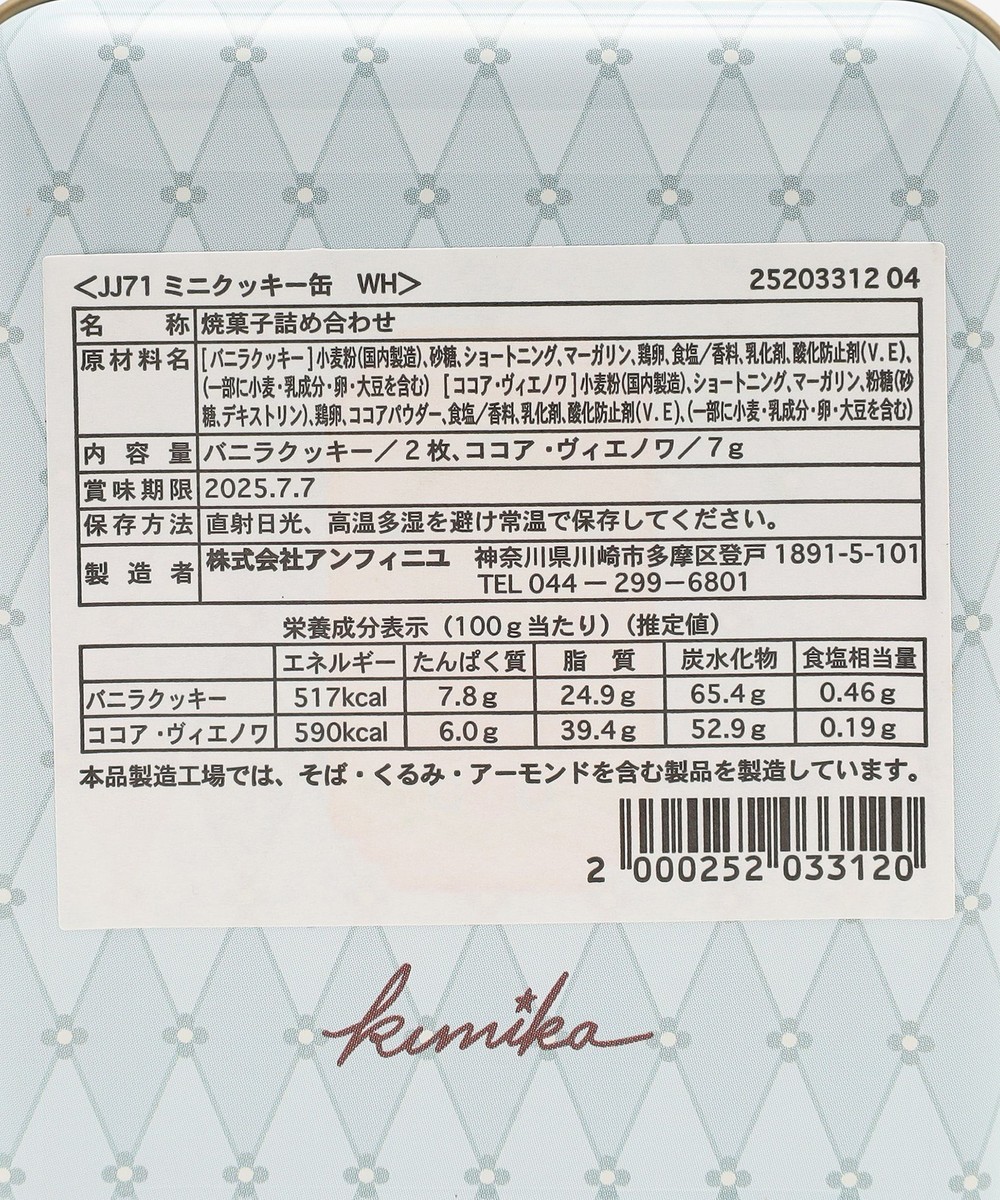 ＜JJ71 ミニクッキー缶　WH＞　25203312 04
名称　焼菓子詰め合わせ
原材料名　[バニラクッキー]小麦粉(国内製造)、砂糖、ショートニング、マーガリン、鶏卵、食塩/香料、乳化剤、酸化防止剤(V.E)、
(一部に小麦・乳成分・卵・大豆を含む) [ココア・ヴィエノワ]小麦粉(国内製造)、ショートニング、マーガリン、粉糖(砂
糖、デキストリン)、鶏卵、ココアパウダー、食塩/香料、乳化剤、酸化防止剤(V.E)、(一部に小麦・乳成分・卵・大豆を含む)
内容量　バニラクッキー／2枚、ココア・ヴィエノワ／7g
賞味期限　2025.7.7
保存方法　直射日光、高温多湿を避け常温で保存してください。
製造者　株式会社アンフィニユ　神奈川県川崎市多摩区登戸 1891-5-101
TEL 044－299－6801
栄養成分表示（100g当たり）（推定値）
エネルギー　たんぱく質　脂質　炭水化物　食塩相当量
バニラクッキー　517kcal　7.8g　24.9g　65.4g　0.46g
ココア・ヴィエノワ　590kcal　6.0g　39.4g　52.9g　0.19g
本品製造工場では、そば・くるみ・アーモンドを含む製品を製造しています。
2 000252 033120
kimika